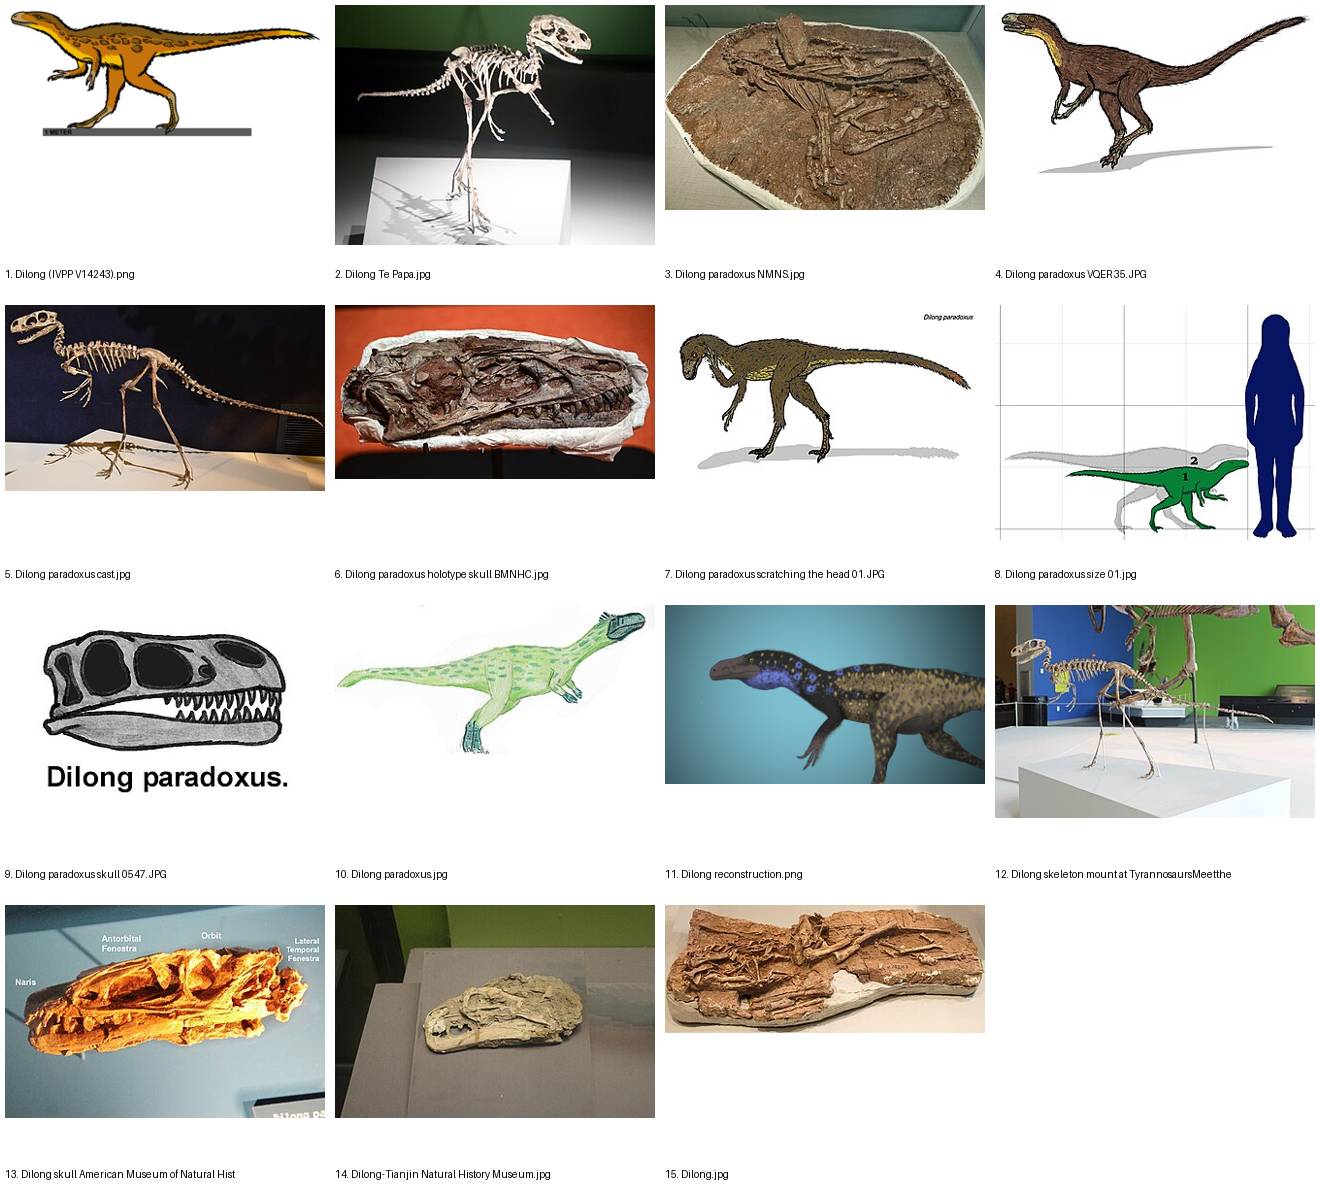 1 METER
1. Dilong (IVPP V14243).png
2. Dilong Te Papa.jpg
3. Dilong paradoxus NMNS.jpg
4. Dilong paradoxus VQER 35.JPG
5. Dilong paradoxus cast.jpg
6. Dilong paradoxus holotype skull BMNHC.jpg
Dilong paradoxus
7. Dilong paradoxus scratching the head 01.JPG
2
1
8. Dilong paradoxus size 01.jpg
Dilong paradoxus.
9. Dilong paradoxus skull 0547.JPG
10. Dilong paradoxus.jpg
11. Dilong reconstruction.png
12. Dilong skeleton mount at TyrannosaursMeetthe
Naris
Antorbital
Fenestra
Orbit
Lateral
Temporal
Fenestra
Dilong pa
13. Dilong skull American Museum of Natural Hist
14. Dilong-Tianjin Natural History Museum.jpg
15. Dilong.jpg